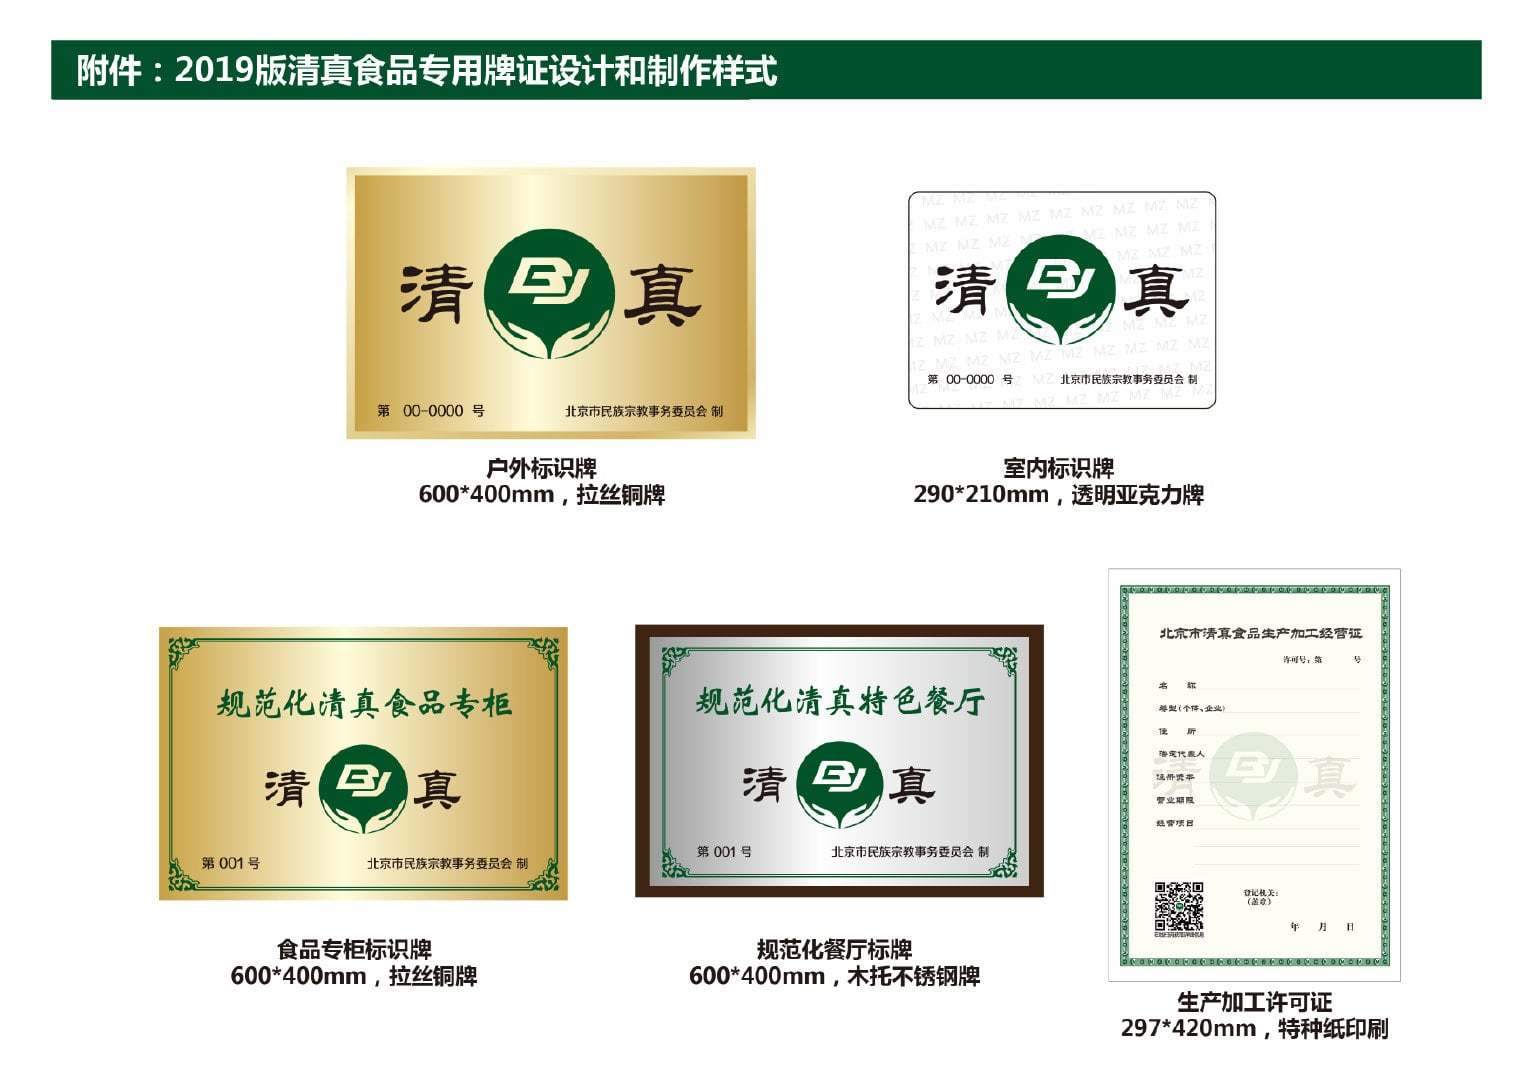 附件：2019版清真食品专用牌证设计和制作样式
清 BJ 真
第 00-0000 号 北京市民族宗教事务委员会 制
户外标识牌
600*400mm，拉丝铜牌
清 BJ 真
第 00-0000 号 北京市民族宗教事务委员会 制
室内标识牌
290*210mm，透明亚克力牌
规范化清真食品专柜
清 BJ 真
第 001 号 北京市民族宗教事务委员会 制
食品专柜标识牌
600*400mm，拉丝铜牌
规范化清真特色餐厅
清 BJ 真
第 001 号 北京市民族宗教事务委员会 制
规范化餐厅标牌
600*400mm，木托不锈钢牌
北京市清真食品生产加工经营证
许可号：第 号
名 称
类型(个体、企业)
住 所
法定代表人
注册资本
营业期限
经营项目
清 BJ 真
登记机关：
（盖章）
年 月 日
生产加工许可证
297*420mm，特种纸印刷